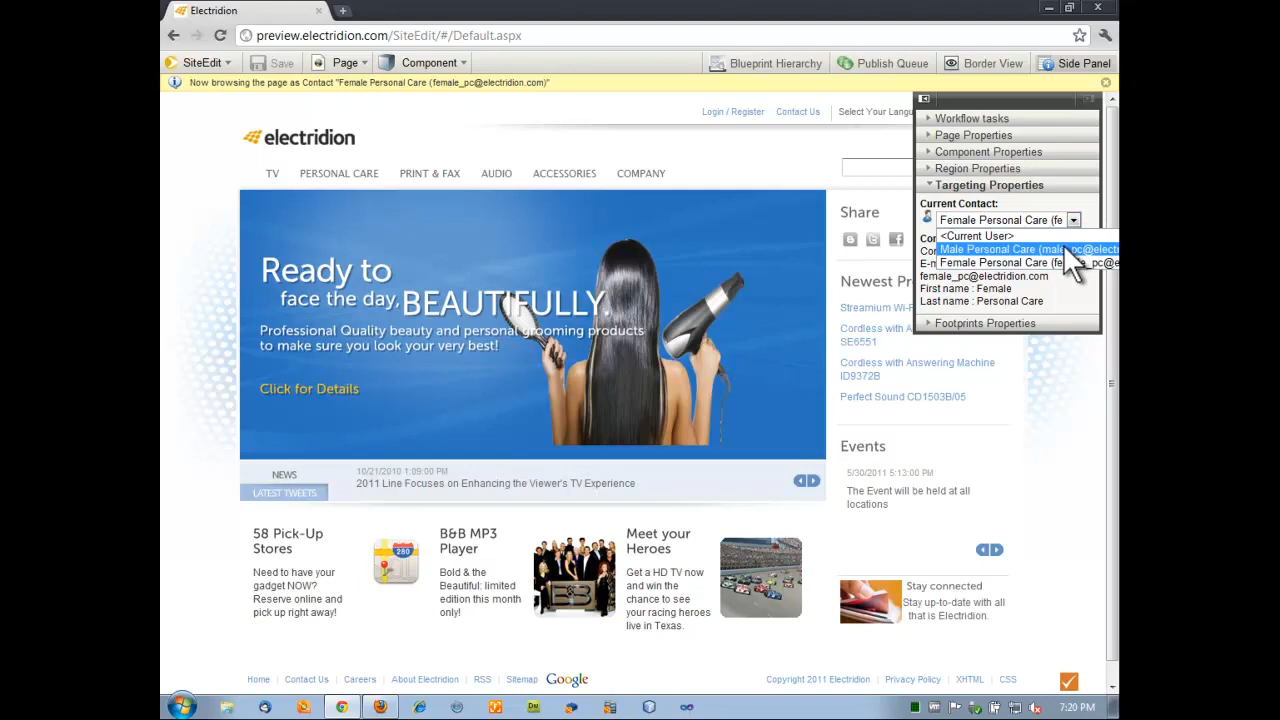 Electridion
preview.electridion.com/SiteEdit/#/Default.aspx
SiteEdit
Save
Page
Component
Blueprint Hierarchy
Publish Queue
Border View
Side Panel
Now browsing the page as Contact "Female Personal Care (female_pc@electridion.com)"
Login / Register
Contact Us
Select Your Langu
electridion
TV
PERSONAL CARE
PRINT & FAX
AUDIO
ACCESSORIES
COMPANY
Ready to
face the day, BEAUTIFULLY.
Professional Quality beauty and personal grooming products
to make sure you look your very best!
Click for Details
NEWS
LATEST TWEETS
10/21/2010 1:09:00 PM
2011 Line Focuses on Enhancing the Viewer's TV Experience
58 Pick-Up
Stores
Need to have your
gadget NOW?
Reserve online and
pick up right away!
280
B&B MP3
Player
Bold & the
Beautiful: limited
edition this month
only!
B&B
Meet your
Heroes
Get a HD TV now
and win the
chance to see
your racing heroes
live in Texas.
Share
Newest P
Streamium Wi-F
Cordless with A
SE6551
Cordless with Answering Machine
ID9372B
Perfect Sound CD1503B/05
Events
5/30/2011 5:13:00 PM
The Event will be held at all
locations
Stay connected
Stay up-to-date with all
that is Electridion.
Workflow tasks
Page Properties
Component Properties
Region Properties
Targeting Properties
Current Contact:
Female Personal Care (fe
<Current User>
Male Personal Care (male_pc@electr
Female Personal Care (fe
_pc@e
Co
Co
E-m
female_pc@electridion.com
First name : Female
Last name : Personal Care
Footprints Properties
Home
Contact Us
Careers
About Electridion
RSS
Sitemap
Google
Copyright 2011 Electridion
Privacy Policy
XHTML
CSS
7:20 PM